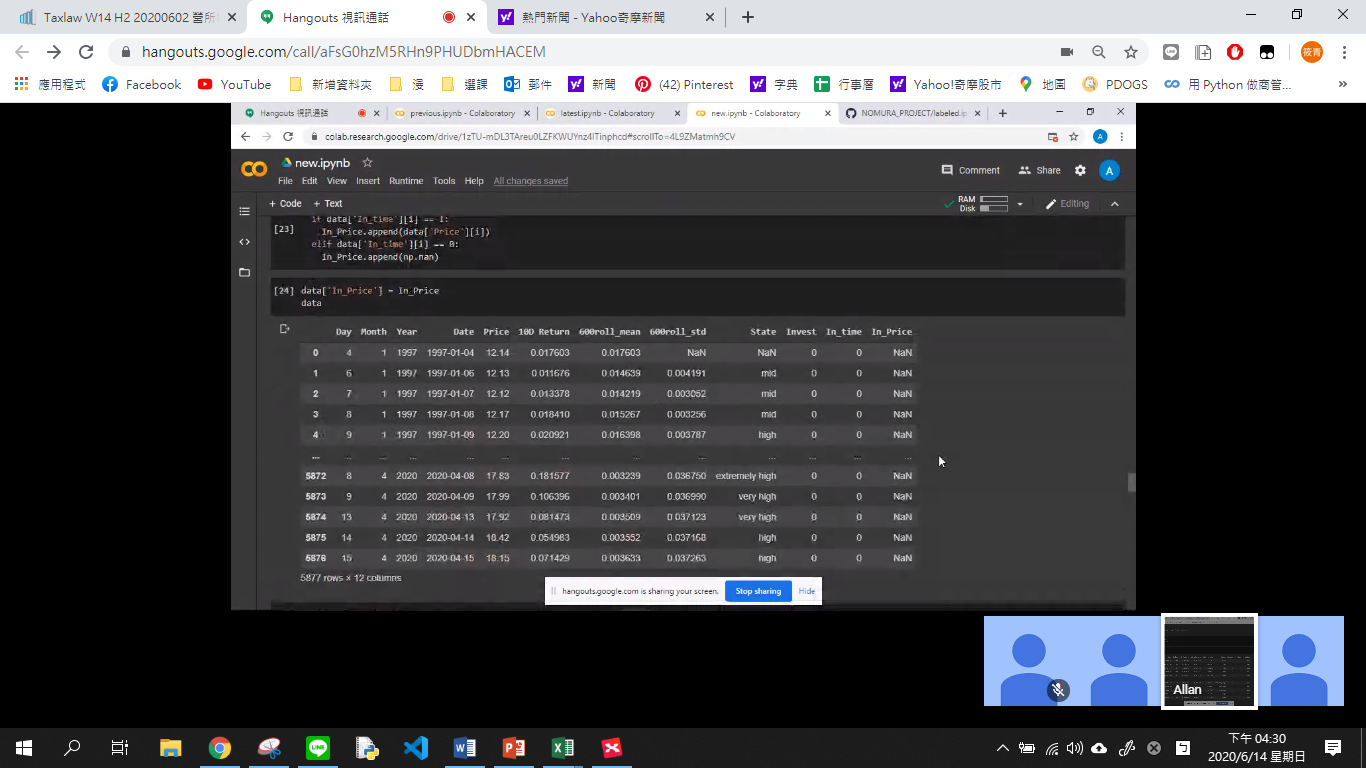 Taxlaw W14 H2 20200602 營所
Hangouts 視訊通話
熱門新聞 - Yahoo奇摩新聞
hangouts.google.com/call/aFsG0hzM5RHn9PHUDbmHACEM
筱青
應用程式 Facebook YouTube 新增資料夾 漫 選課 郵件 新聞 (42) Pinterest 字典 行事曆 Yahoo!奇摩股市 地圖 PDOGS 用 Python 做商管...
Hangouts 視訊通話 previous.ipynb - Colaboratory latest.ipynb - Colaboratory new.ipynb - Colaboratory NOMURA_PROJECT/labeled.ip
colab.research.google.com/drive/1zTU-mDL3TAreu0LZFKWUYnz4lTinphcd#scrollTo=4L9ZMatmh9CV
A
new.ipynb
Comment Share A
File Edit View Insert Runtime Tools Help All changes saved
+ Code + Text
RAM
Disk
Editing
if data['In_time'][i] == 1:
[23] In_Price.append(data['Price'][i])
elif data['In_time'][i] == 0:
In_Price.append(np.nan)
[24] data['In_Price'] = In_Price
data
Day Month Year Date Price 10D Return 600roll_mean 600roll_std State Invest In_time In_Price
0 4 1 1997 1997-01-04 12.14 0.017603 0.017603 NaN NaN 0 0 NaN
1 6 1 1997 1997-01-06 12.13 0.011676 0.014639 0.004191 mid 0 0 NaN
2 7 1 1997 1997-01-07 12.12 0.013378 0.014219 0.003052 mid 0 0 NaN
3 8 1 1997 1997-01-08 12.17 0.018410 0.015267 0.003256 mid 0 0 NaN
4 9 1 1997 1997-01-09 12.20 0.020921 0.016398 0.003787 high 0 0 NaN
... ... ... ... ... ... ... ... ... ... ... ... ...
5872 8 4 2020 2020-04-08 17.83 0.181577 0.003239 0.036750 extremely high 0 0 NaN
5873 9 4 2020 2020-04-09 17.99 0.106396 0.003401 0.036990 very high 0 0 NaN
5874 13 4 2020 2020-04-13 17.92 0.081473 0.003509 0.037123 very high 0 0 NaN
5875 14 4 2020 2020-04-14 18.42 0.054983 0.003552 0.037168 high 0 0 NaN
5876 15 4 2020 2020-04-15 18.15 0.071429 0.003633 0.037263 high 0 0 NaN
5877 rows × 12 columns
hangouts.google.com is sharing your screen. Stop sharing Hide
Allan
下午 04:30
2020/6/14 星期日